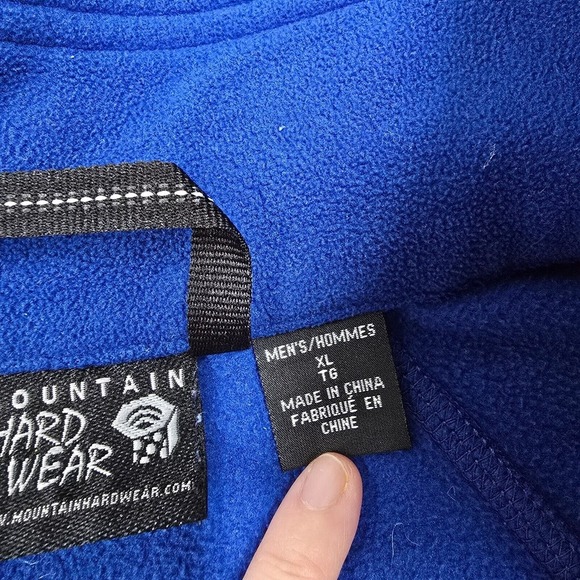 MOUNTAIN
HARD
WEAR
WWW.MOUNTAINHARDWEAR.COM
MEN'S/HOMMES
XL
TG
MADE IN CHINA
FABRIQUÉ EN
CHINE